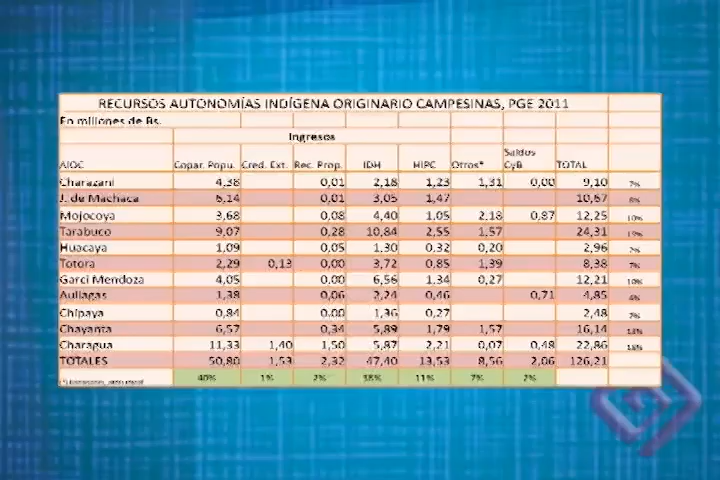 RECURSOS AUTONOMÍAS INDÍGENA ORIGINARIO CAMPESINAS, PGE 2011
En millones de Bs.
Ingresos
AIOC Copar. Popu. Cred. Ext. Rec. Prop. IDH HIPC Otros* Saldos CyB TOTAL
Charazani 4,38 0,01 2,18 1,23 1,31 0,00 9,10 7%
J. de Machaca 6,14 0,01 3,05 1,47 10,67 8%
Mojocoya 3,68 0,08 4,40 1,05 2,18 0,87 12,25 10%
Tarabuco 9,07 0,28 10,84 2,55 1,57 24,31 19%
Huacaya 1,09 0,05 1,30 0,32 0,20 2,96 2%
Totora 2,29 0,13 0,00 3,72 0,85 1,39 8,38 7%
Garci Mendoza 4,05 0,00 6,56 1,34 0,27 12,21 10%
Aullagas 1,38 0,06 2,24 0,46 0,71 4,85 4%
Chipaya 0,84 0,00 1,36 0,27 2,48 2%
Chayanta 6,57 0,34 5,89 1,79 1,57 16,14 13%
Charagua 11,33 1,40 1,50 5,87 2,21 0,07 0,48 22,86 18%
TOTALES 50,80 1,53 2,32 47,40 13,53 8,56 2,06 126,21
40% 1% 2% 38% 11% 7% 2%